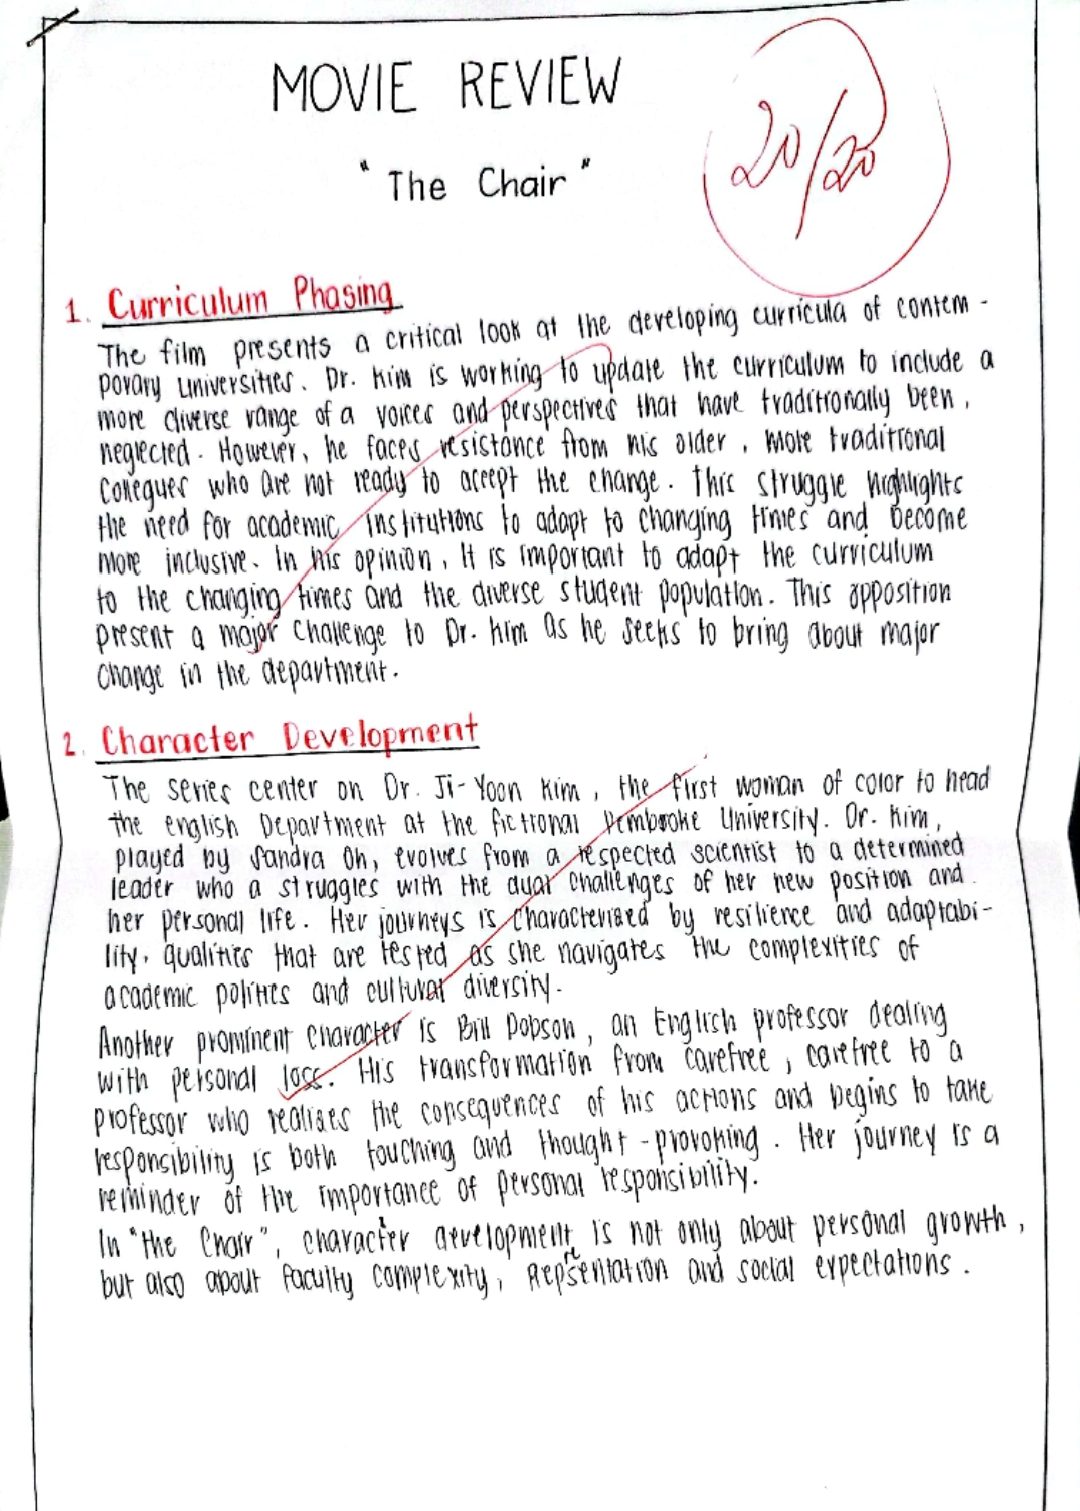 MOVIE REVIEW
"The Chair"
20/20
1. Curriculum Phasing
The film presents a critical look at the developing curricula of contem-
porary universities. Dr. Kim is working to update the curriculum to include a
more diverse range of a voices and perspectives that have traditionally been,
neglected. However, he faces resistance from his older, more traditional
collegues who are not ready to accept the change. This struggle highlights
the need for academic institutions to adapt to changing times and become
more inclusive. In his opinion, It is important to adapt the curriculum
to the changing times and the diverse student population. This opposition
present a major challenge to Dr. Kim as he seeks to bring about major
change in the department.
2. Character Development
The series center on Dr. Ji-Yoon Kim, the first woman of color to head
the english Department at the fictional Pembroke University. Dr. Kim,
played by Sandra Oh, evolves from a respected scientist to a determined
leader who a struggles with the dual challenges of her new position and
her personal life. Her journeys is characterized by resilience and adaptabi-
lity, qualities that are tested as she navigates the complexities of
academic politics and cultural diversity.
Another prominent character is Bill Dobson, an English professor dealing
with personal loss. His transformation from carefree, carefree to a
professor who realizes the consequences of his actions and begins to take
responsibility is both touching and thought-provoking. Her journey is a
reminder of the importance of personal responsibility.
In "the Chair", character development is not only about personal growth,
but also about faculty complexity, Representation and social expectations.